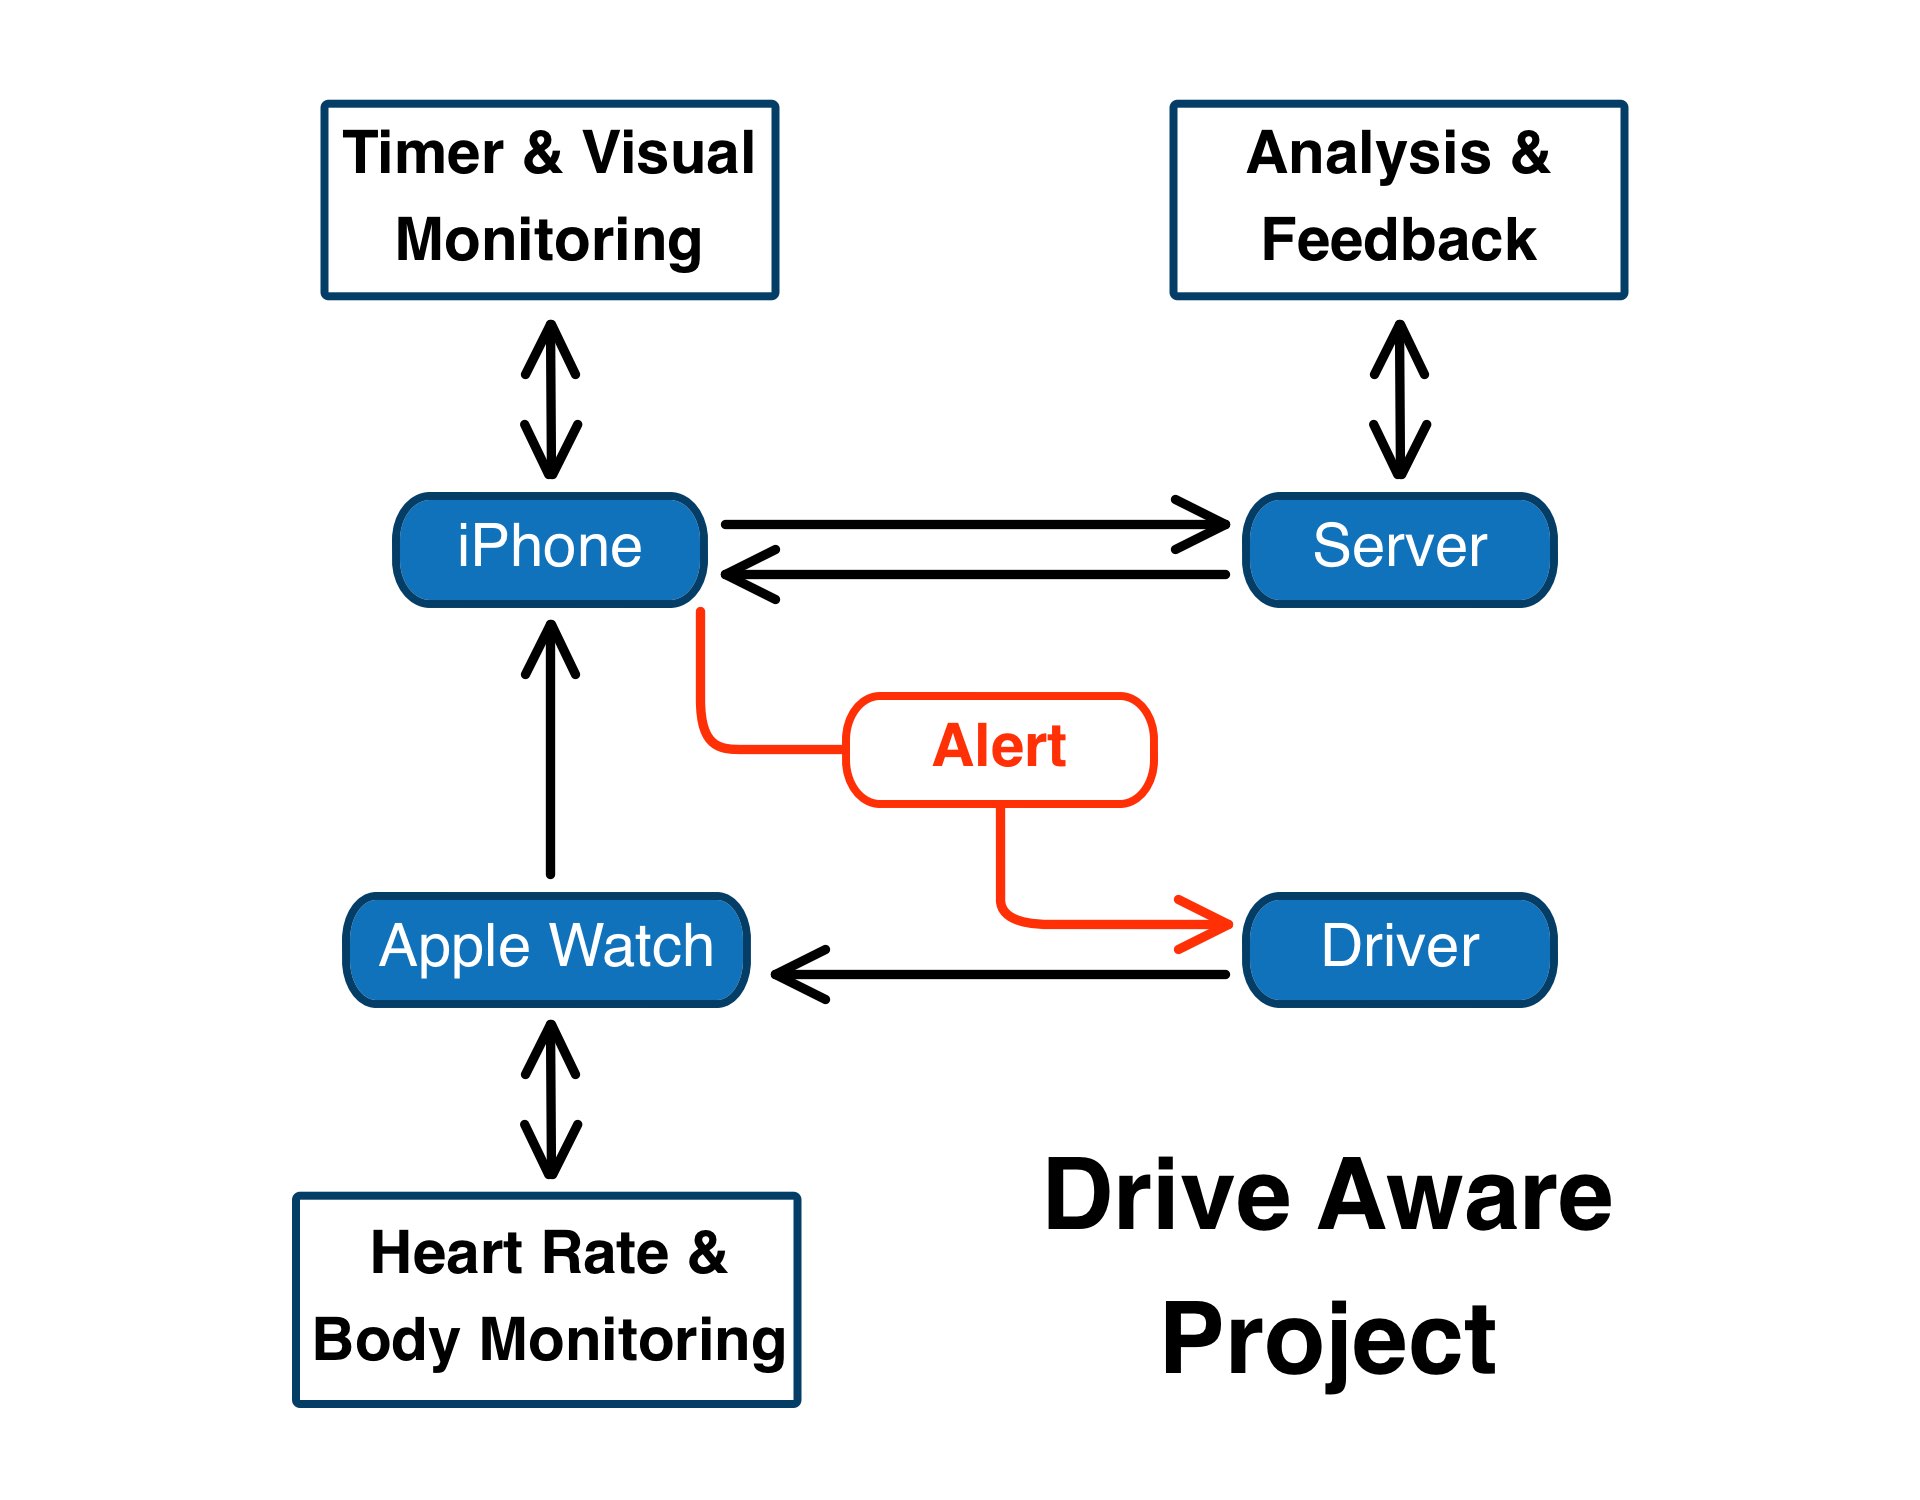 Timer & Visual
Monitoring
Analysis &
Feedback
iPhone
Server
Alert
Apple Watch
Driver
Heart Rate &
Body Monitoring
Drive Aware
Project